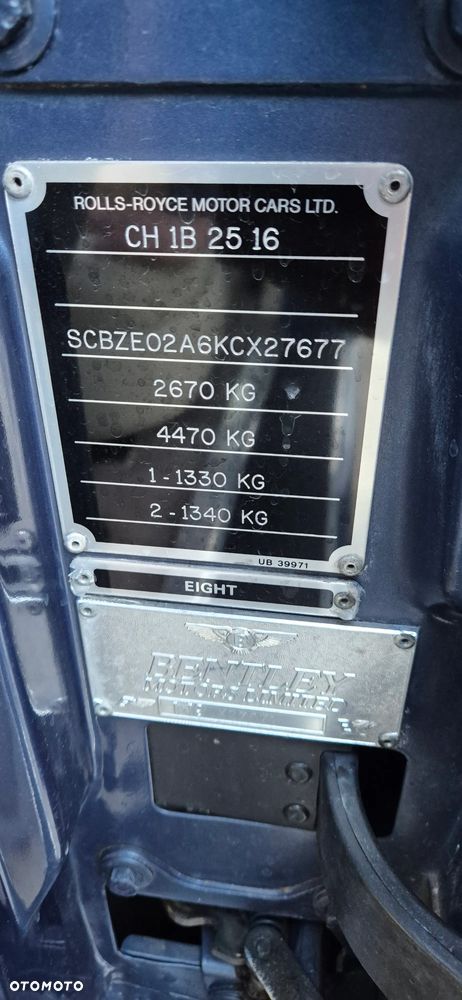 ROLLS-ROYCE MOTOR CARS LTD.
CH 1B 25 16
SCBZE02A6KCX27677
2670 KG
4470 KG
1 - 1330 KG
2 - 1340 KG
UB 39971
EIGHT
B
BENTLEY
MOTORS LIMITED
OTOMOTO